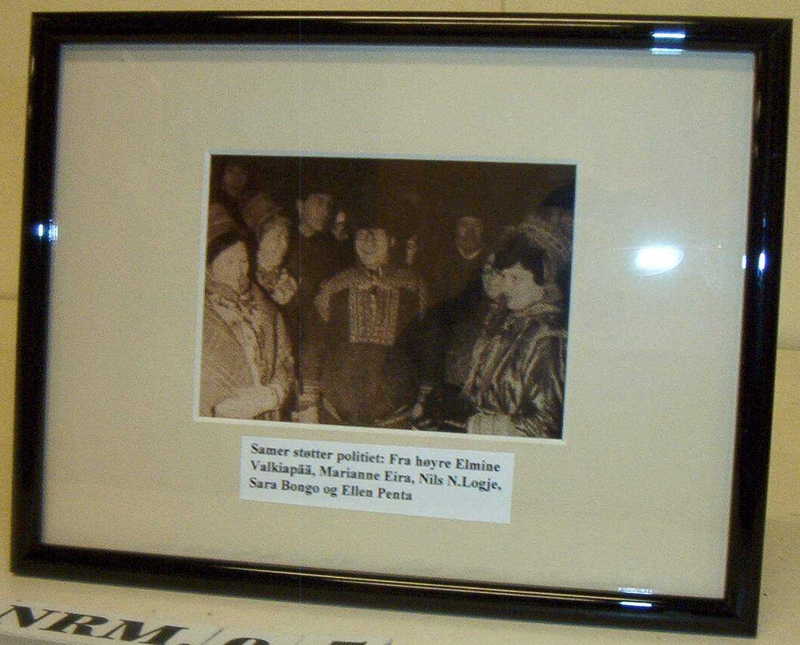 Samer støtter politiet: Fra høyre Elmine
Valkiapää, Marianne Eira, Nils N.Logje,
Sara Bongo og Ellen Penta
NRM.